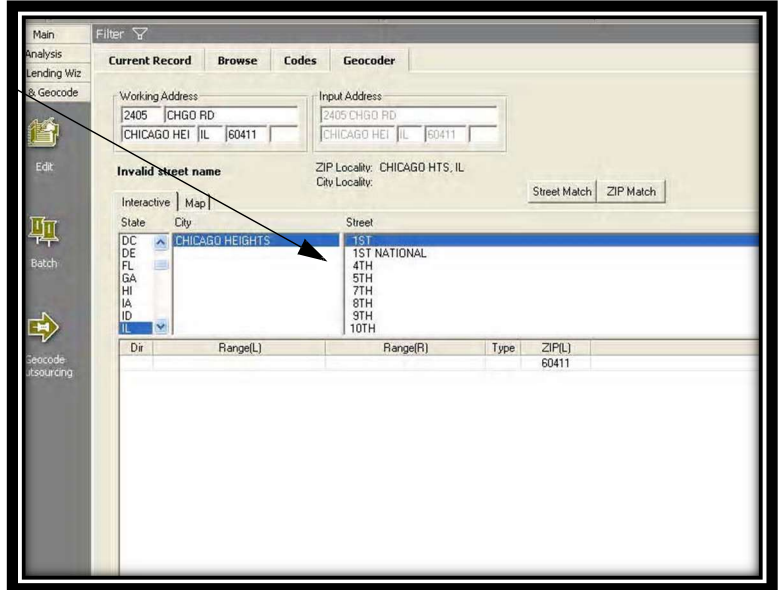 Main
Analysis
Lending Wiz
& Geocode
Edit
Batch
Geocode
utsourcing
Filter
Current Record Browse Codes Geocoder
Working Address Input Address
2405 CHGO RD 2405 CHGO RD
CHICAGO HEI IL 60411 CHICAGO HEI IL 60411
Invalid street name ZIP Locality: CHICAGO HTS, IL
City Locality:
Street Match ZIP Match
Interactive Map
State City Street
DC CHICAGO HEIGHTS 1ST
DE 1ST NATIONAL
FL 4TH
GA 5TH
HI 7TH
IA 8TH
ID 9TH
IL 10TH
Dir Range(L) Range(R) Type ZIP(L)
60411